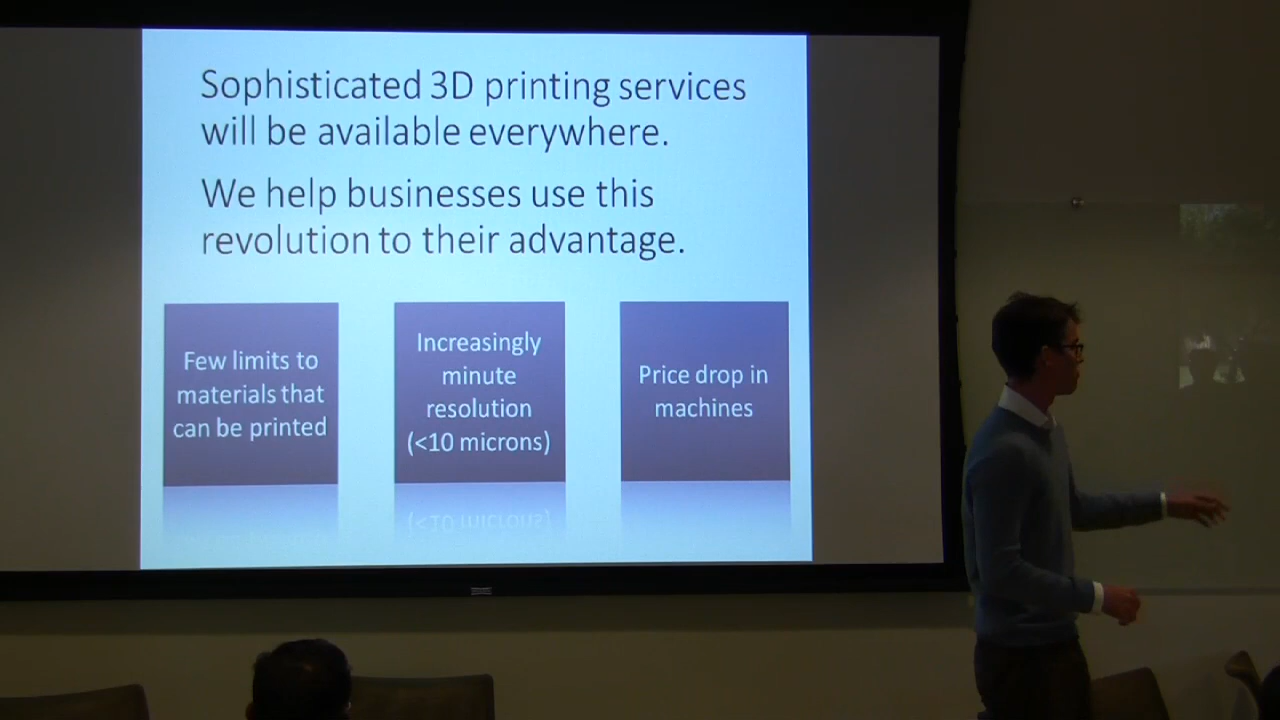 Sophisticated 3D printing services
will be available everywhere.
We help businesses use this
revolution to their advantage.
Few limits to
materials that
can be printed
Increasingly
minute
resolution
(<10 microns)
Price drop in
machines